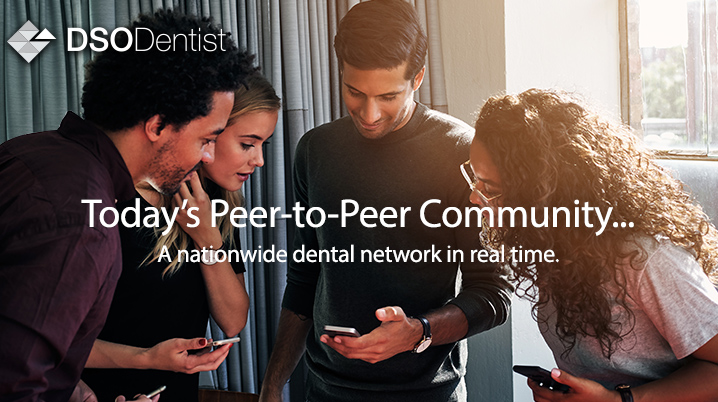 DSODentist
Today's Peer-to-Peer Community...
A nationwide dental network in real time.